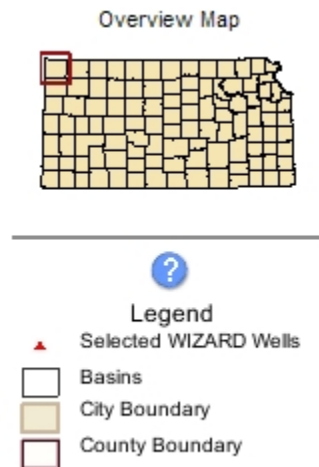 Overview Map
?
Legend
Selected WIZARD Wells
Basins
City Boundary
County Boundary